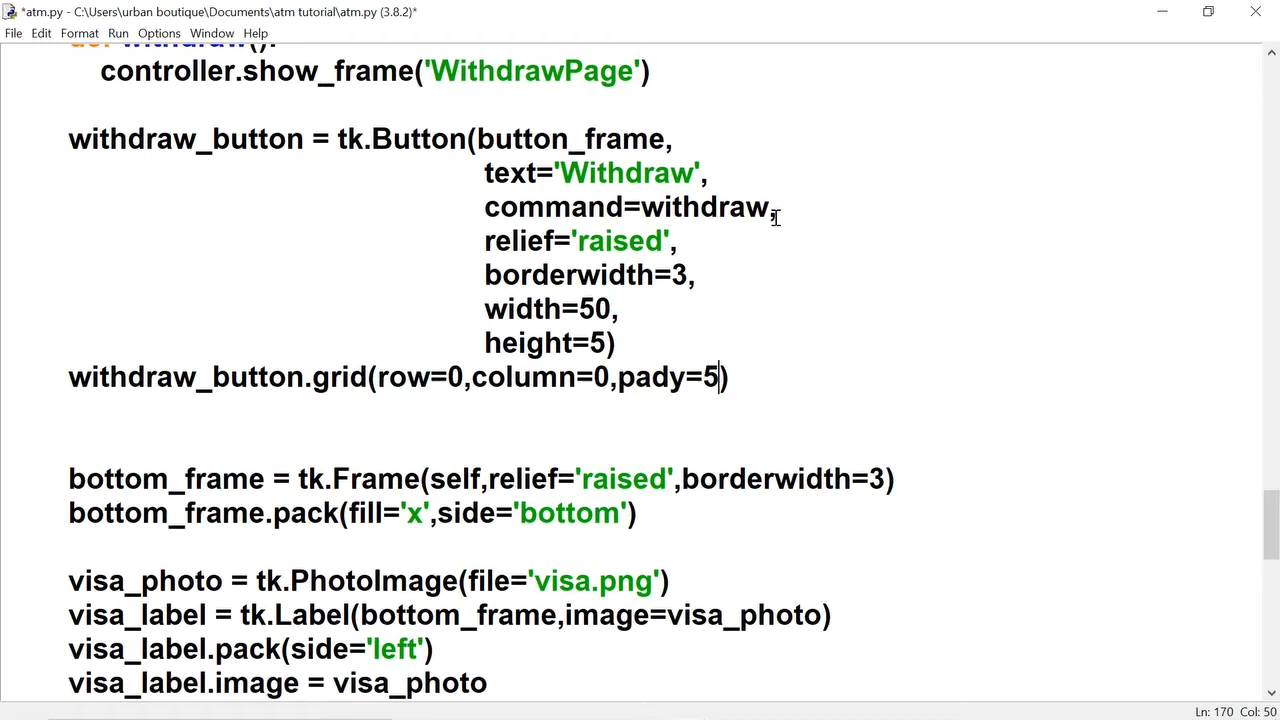 *atm.py - C:\Users\urban boutique\Documents\atm tutorial\atm.py (3.8.2)*
File Edit Format Run Options Window Help
def withdraw():
controller.show_frame('WithdrawPage')
withdraw_button = tk.Button(button_frame,
text='Withdraw',
command=withdraw,
relief='raised',
borderwidth=3,
width=50,
height=5)
withdraw_button.grid(row=0,column=0,pady=5)
bottom_frame = tk.Frame(self,relief='raised',borderwidth=3)
bottom_frame.pack(fill='x',side='bottom')
visa_photo = tk.PhotoImage(file='visa.png')
visa_label = tk.Label(bottom_frame,image=visa_photo)
visa_label.pack(side='left')
visa_label.image = visa_photo
Ln: 170 Col: 50